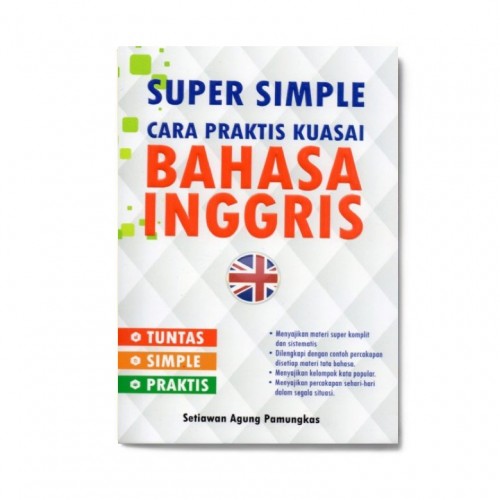 SUPER SIMPLE
CARA PRAKTIS KUASAI
BAHASA
INGGRIS
TUNTAS
SIMPLE
PRAKTIS
• Menyajikan materi super komplit
dan sistematis
• Dilengkapi dengan contoh percakapan
disetiap materi tata bahasa.
• Menyajikan kelompok kata popular.
• Menyajikan percakapan sehari-hari
dalam segala situasi.
Setiawan Agung Pamungkas